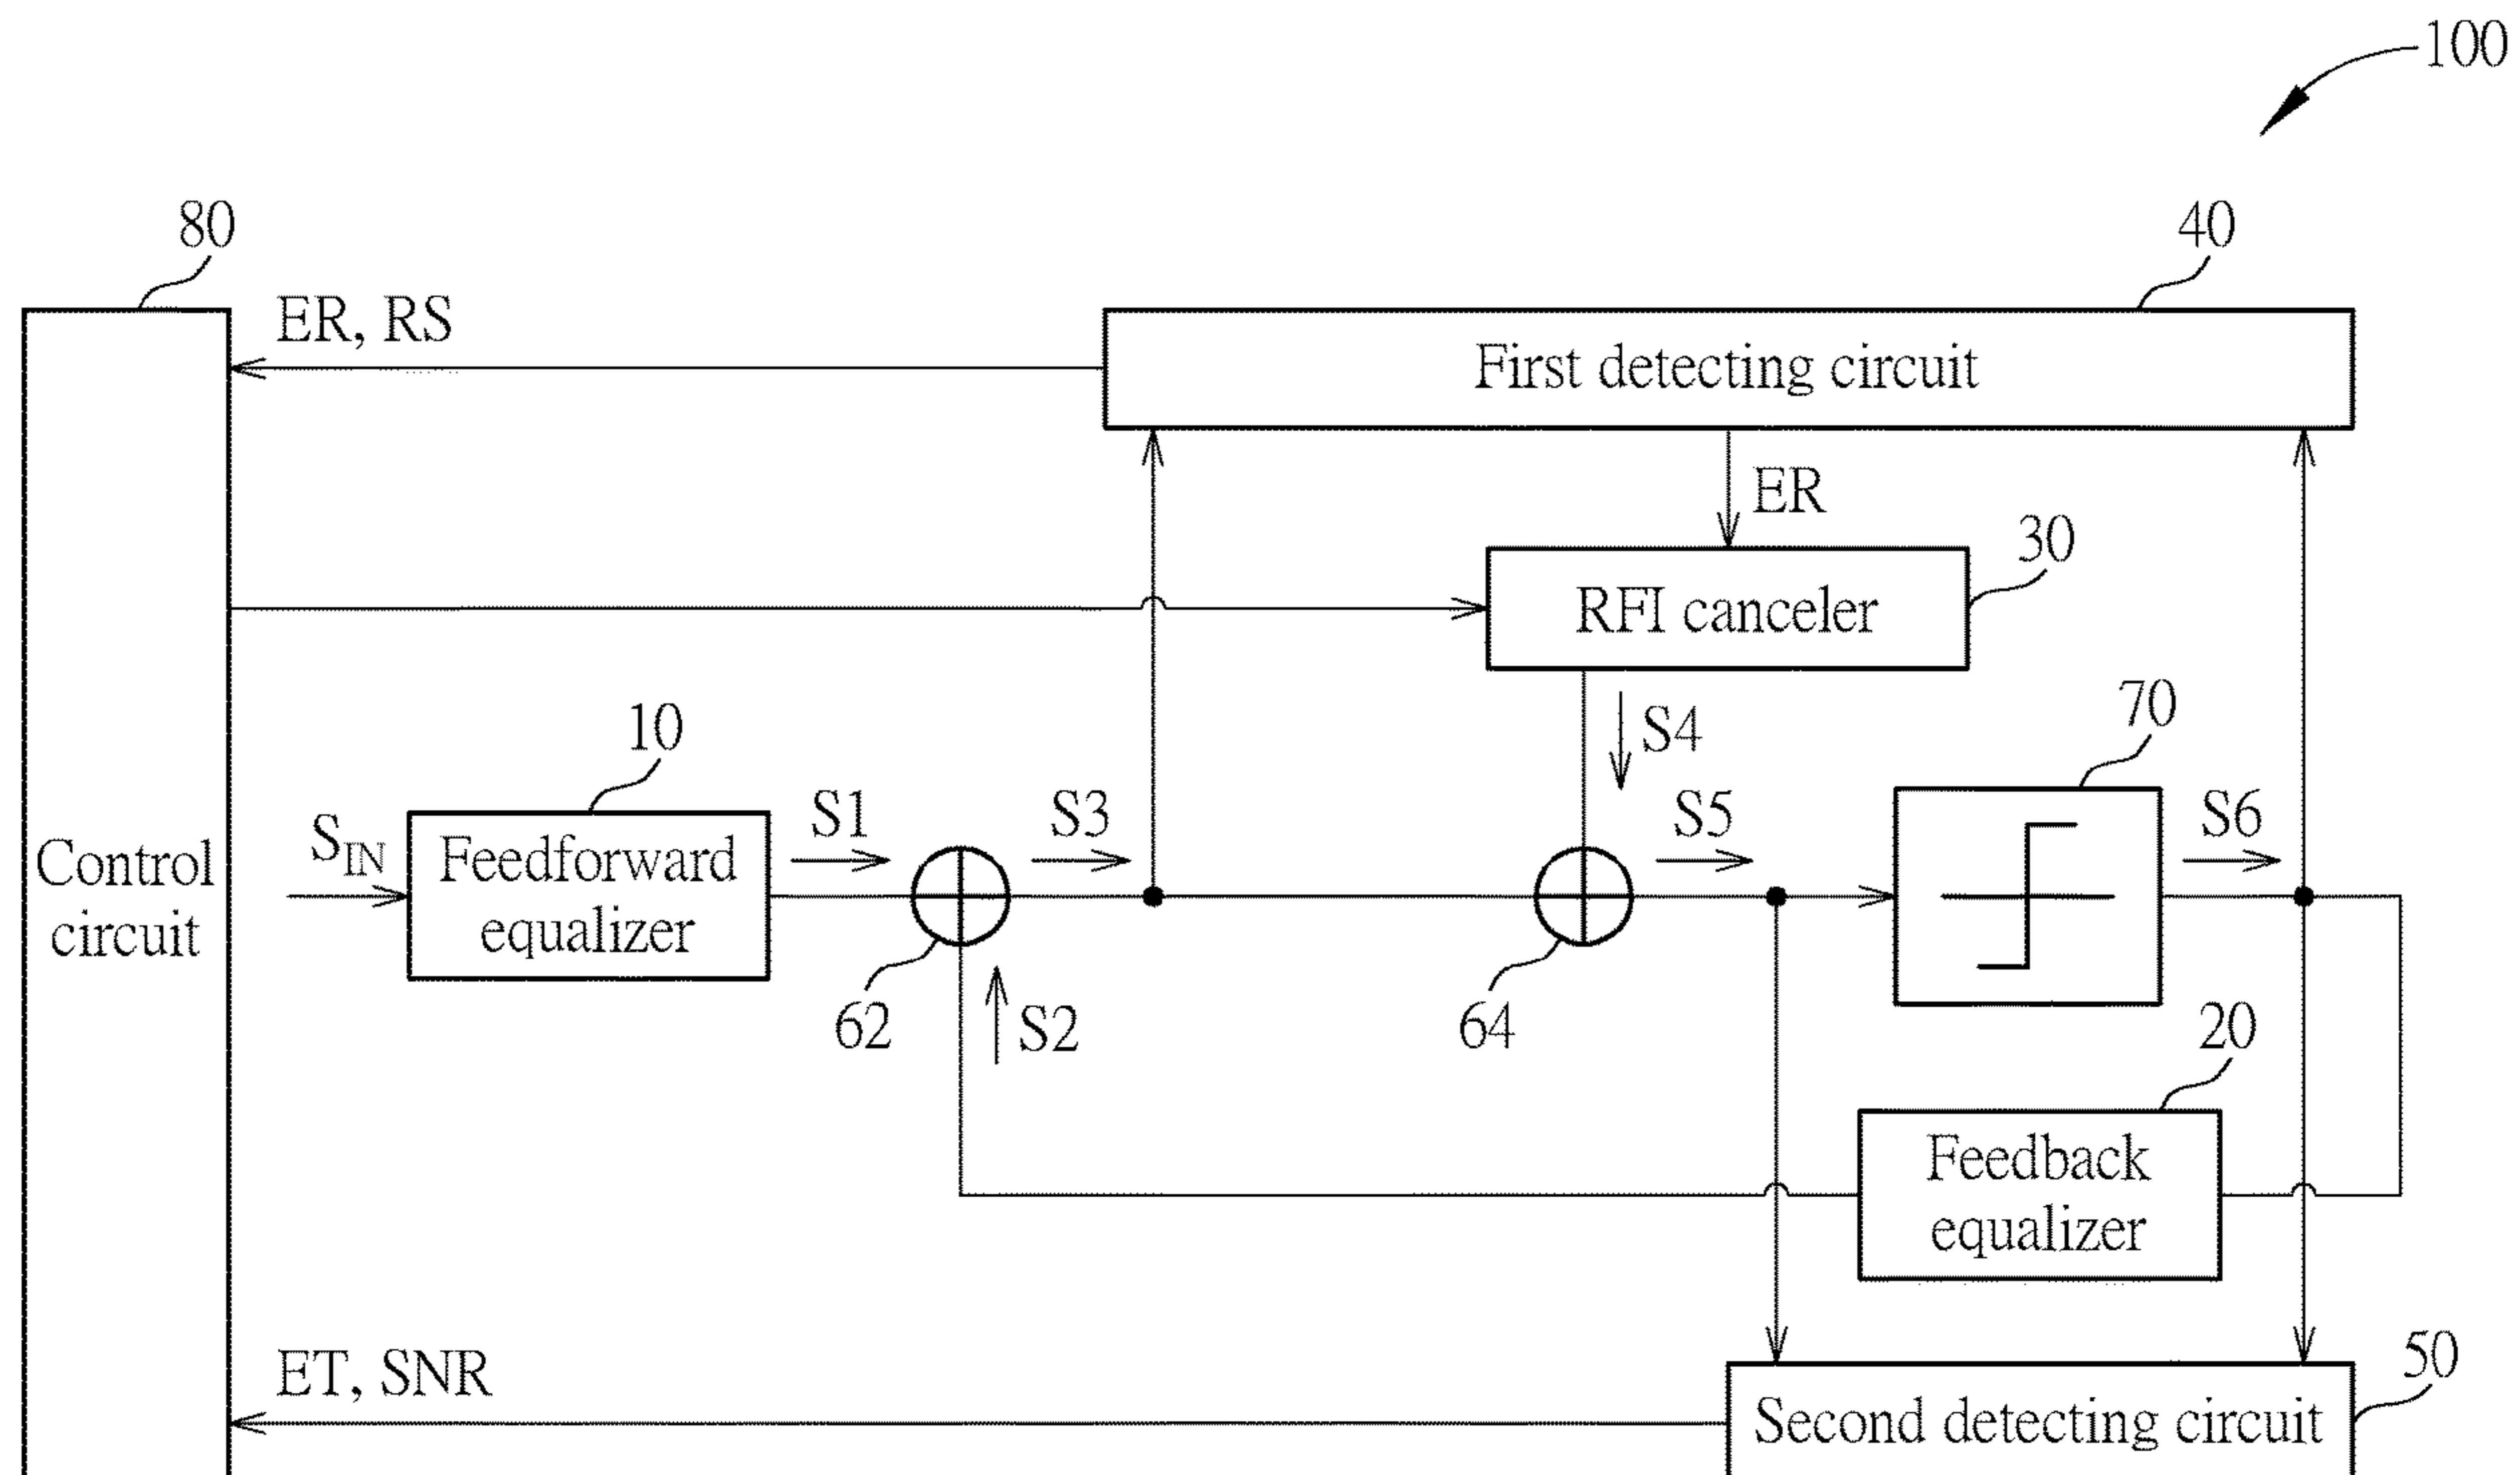 100
80
40
ER, RS
First detecting circuit
ER
30
RFI canceler
10
S4
70
S1
S3
S5
S6
SIN
Feedforward
equalizer
Control
circuit
62
S2
64
20
Feedback
equalizer
ET, SNR
50
Second detecting circuit